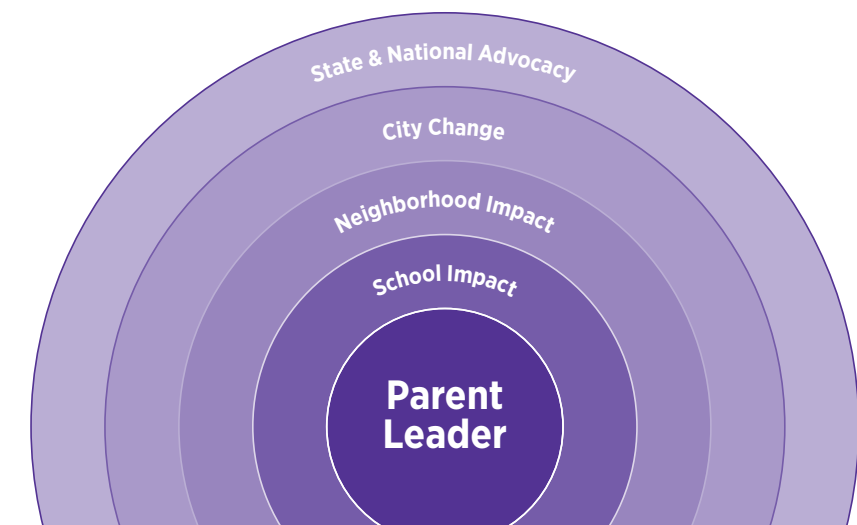 State & National Advocacy
City Change
Neighborhood Impact
School Impact
Parent
Leader